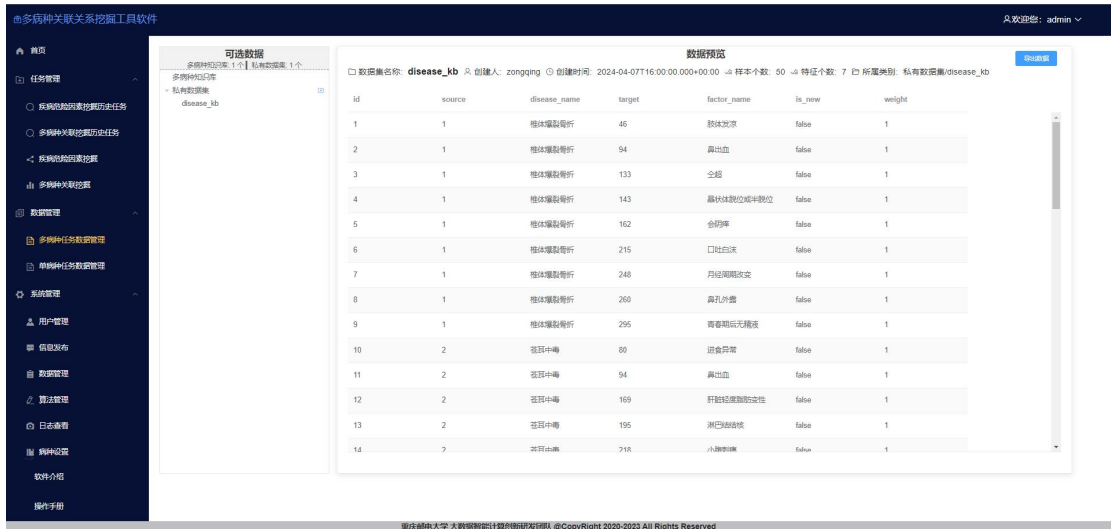 多病种关联关系挖掘工具软件
欢迎您：admin
首页
任务管理
疾病危险因素挖掘历史任务
多病种关联挖掘历史任务
疾病危险因素挖掘
多病种关联挖掘
数据管理
多病种任务数据管理
单病种任务数据管理
系统管理
用户管理
信息发布
数据管理
算法管理
日志查看
病种设置
软件介绍
操作手册
可选数据
多病种知识库: 1个 私有数据集: 1个
多病种知识库
私有数据集
disease_kb
数据预览
导出数据
数据集名称: disease_kb 创建人: zongqing 创建时间: 2024-04-07T16:00:00.000+00:00 样本个数: 50 特征个数: 7 所属类别: 私有数据集/disease_kb
id source disease_name target factor_name is_new weight
1 1 椎体爆裂骨折 46 肢体发凉 false 1
2 1 椎体爆裂骨折 94 鼻出血 false 1
3 1 椎体爆裂骨折 133 false 1
4 1 椎体爆裂骨折 143 晶状体脱位或半脱位 false 1
5 1 椎体爆裂骨折 162 会阴痒 false 1
6 1 椎体爆裂骨折 215 口吐白沫 false 1
7 1 椎体爆裂骨折 248 月经周期改变 false 1
8 1 椎体爆裂骨折 260 鼻孔外露 false 1
9 1 椎体爆裂骨折 295 青春期后无精液 false 1
10 2 苍耳中毒 80 进食异常 false 1
11 2 苍耳中毒 94 鼻出血 false 1
12 2 苍耳中毒 169 肝脏轻度脂肪变性 false 1
13 2 苍耳中毒 195 淋巴结结核 false 1
14 2 苍耳中毒 218 小腹刺痛 false 1
重庆邮电大学 大数据智能计算创新研发团队 @CopyRight 2020-2023 All Rights Reserved